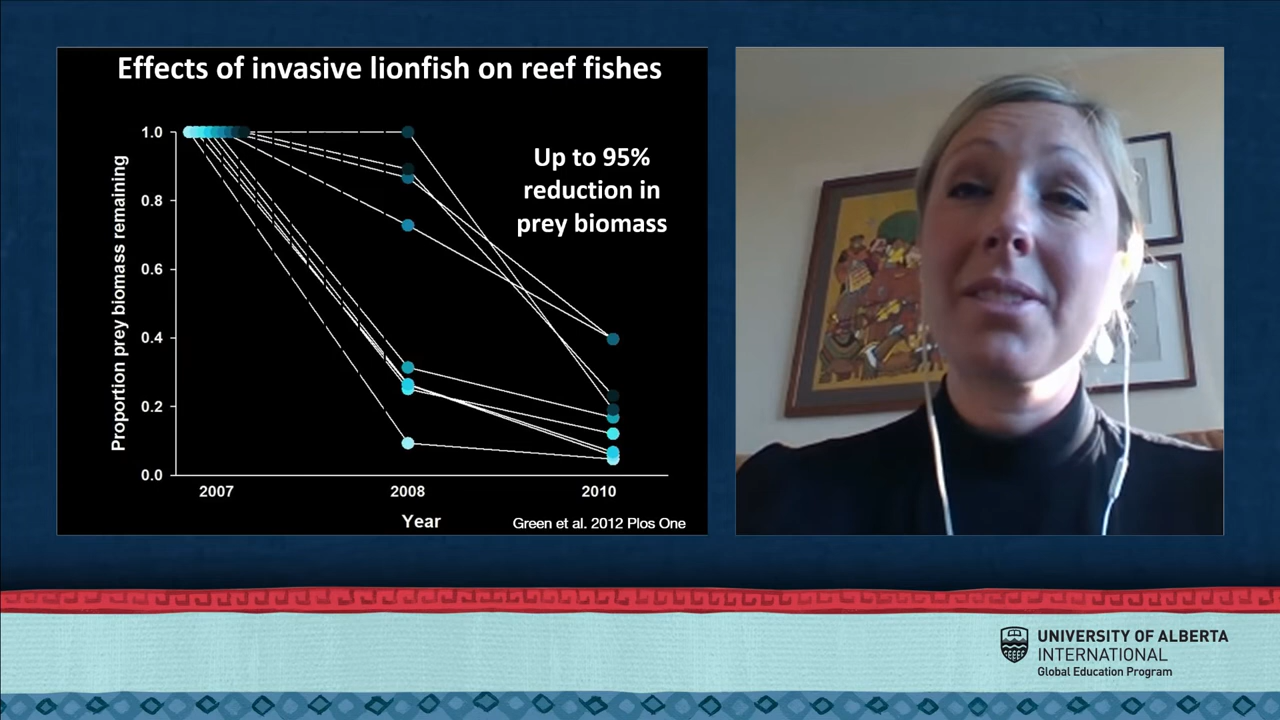 Effects of invasive lionfish on reef fishes
Up to 95%
reduction in
prey biomass
Proportion prey biomass remaining
1.0
0.8
0.6
0.4
0.2
0.0
2007
2008
2010
Year
Green et al. 2012 Plos One
UNIVERSITY OF ALBERTA
INTERNATIONAL
Global Education Program